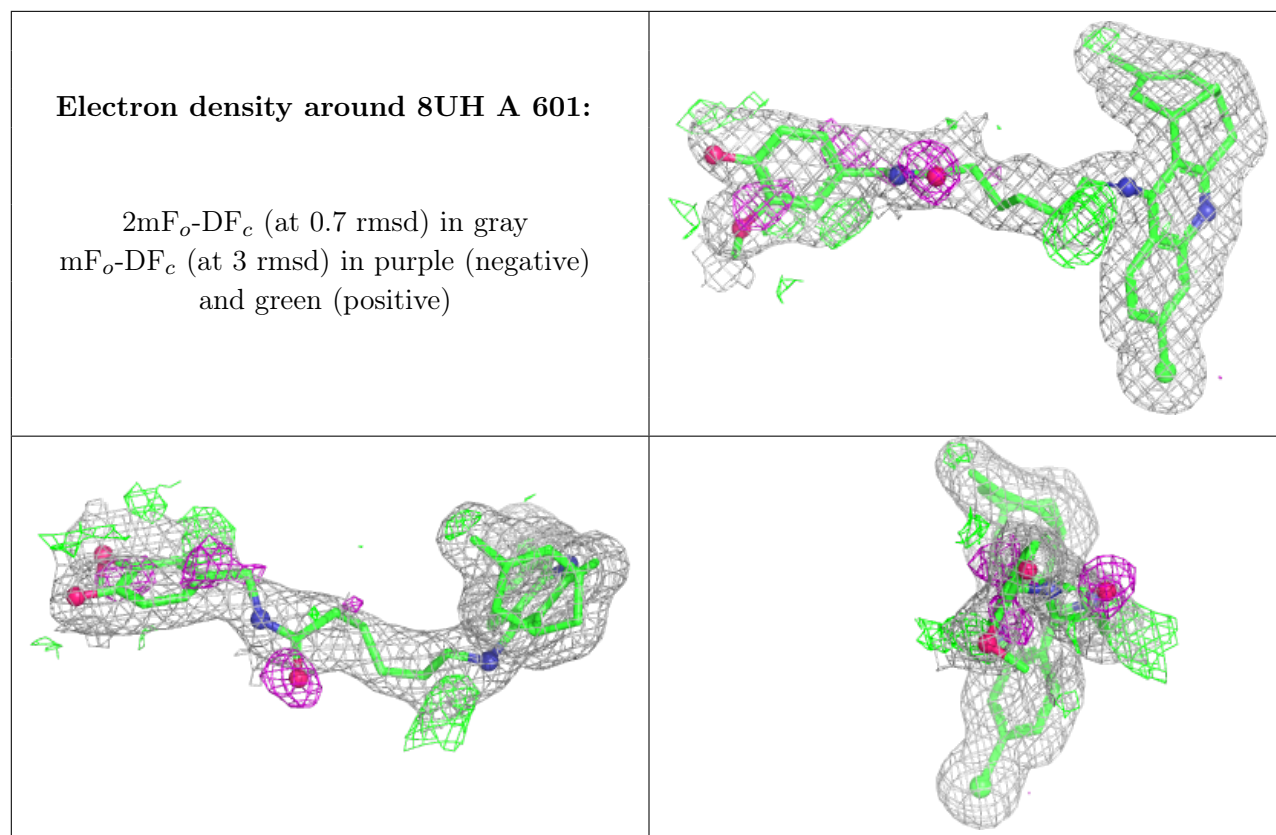 Electron density around 8UH A 601:
2mFo-DFc (at 0.7 rmsd) in gray
mFo-DFc (at 3 rmsd) in purple (negative)
and green (positive)